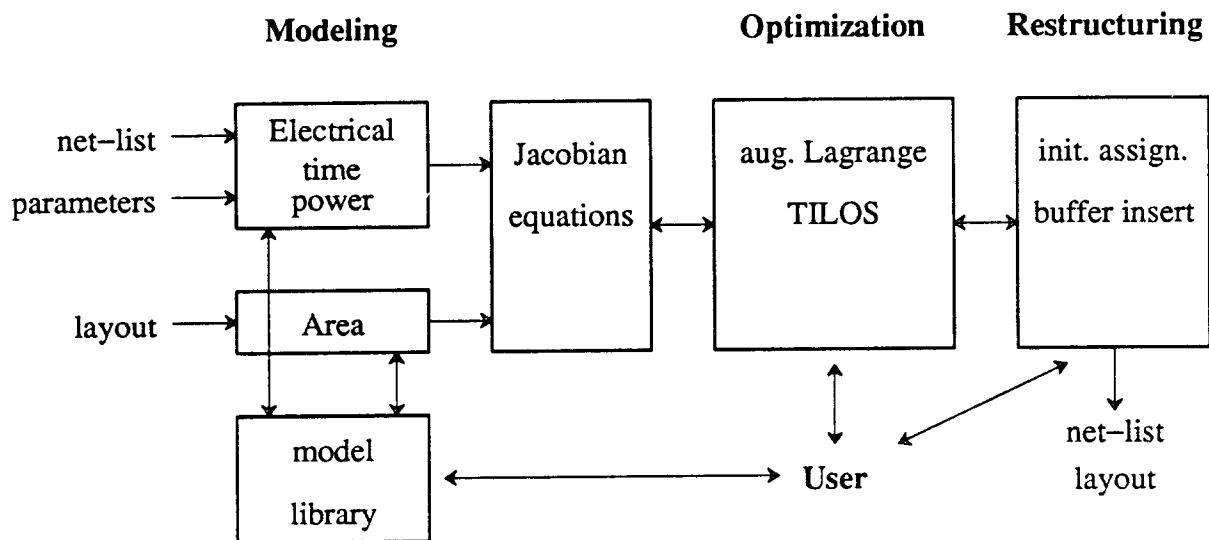 Modeling
Optimization
Restructuring
net–list
parameters
Electrical
time
power
Jacobian
equations
aug. Lagrange
TILOS
init. assign.
buffer insert
layout
Area
model
library
User
net–list
layout